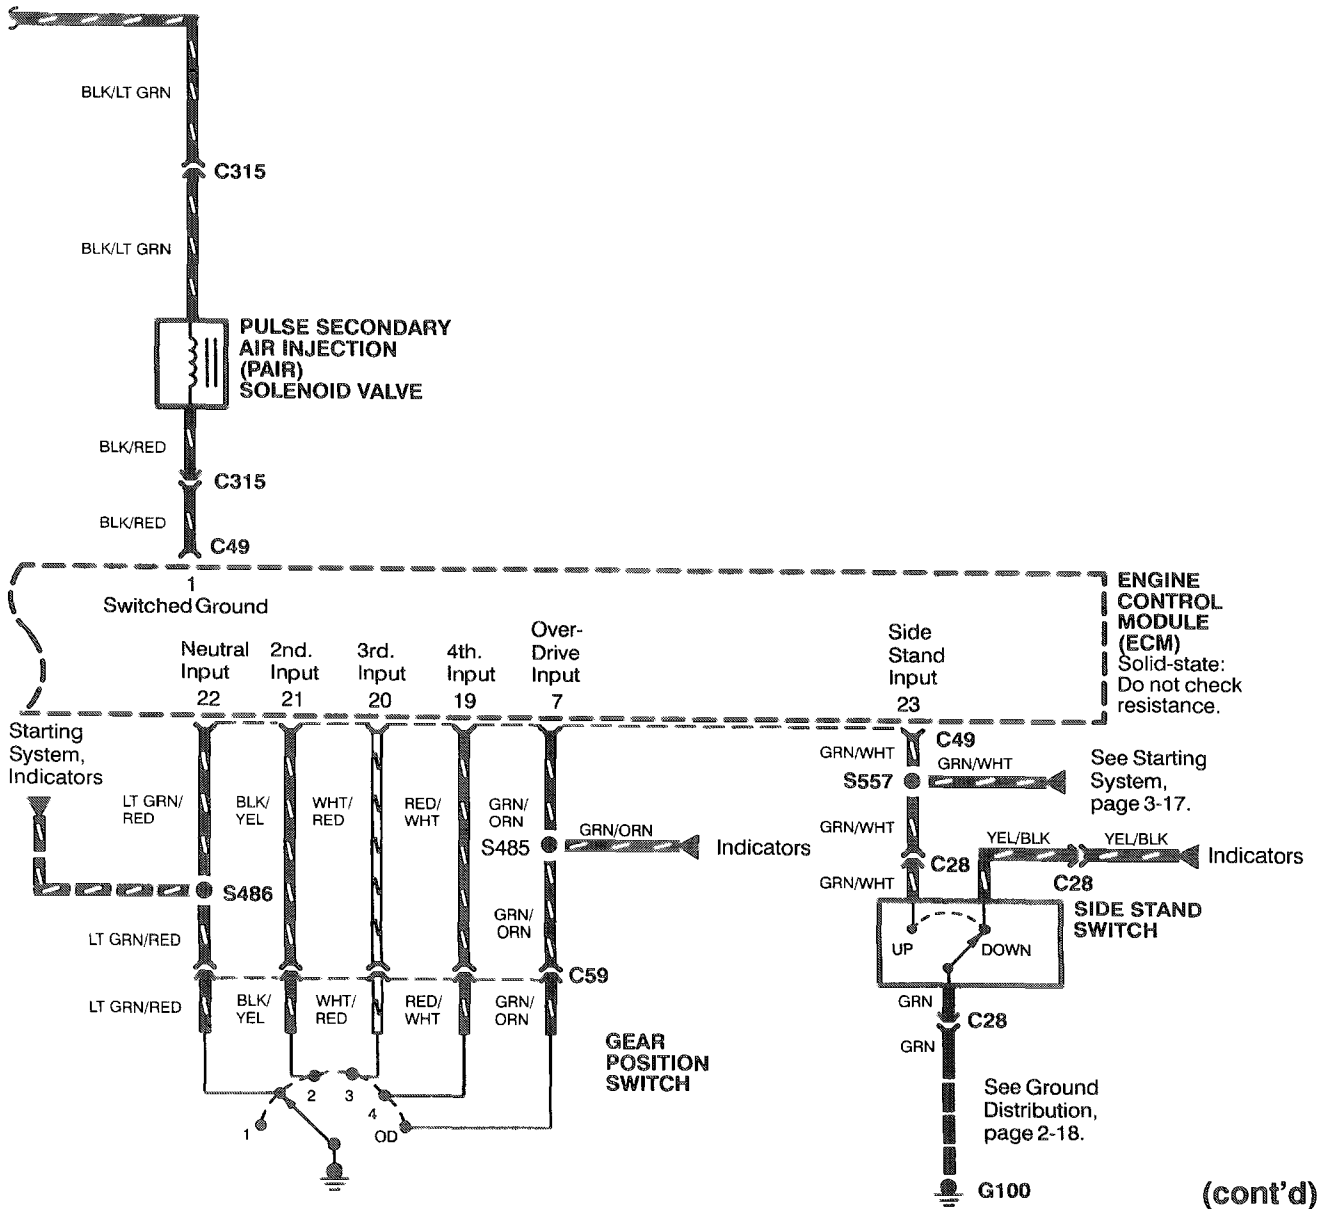 BLK/LT GRN
C315
BLK/LT GRN
PULSE SECONDARY
AIR INJECTION
(PAIR)
SOLENOID VALVE
BLK/RED
C315
BLK/RED
C49
1
Switched Ground
ENGINE
CONTROL
MODULE
(ECM)
Solid-state:
Do not check
resistance.
Neutral
Input
22
2nd.
Input
21
3rd.
Input
20
4th.
Input
19
Over-
Drive
Input
7
Side
Stand
Input
23
Starting
System,
Indicators
LT GRN/
RED
BLK/
YEL
WHT/
RED
RED/
WHT
GRN/
ORN
S485
GRN/ORN
Indicators
GRN/WHT
C49
S557
GRN/WHT
See Starting
System,
page 3-17.
GRN/WHT
C28
GRN/WHT
YEL/BLK
YEL/BLK
C28
Indicators
S486
LT GRN/RED
GRN/
ORN
C59
LT GRN/RED
BLK/
YEL
WHT/
RED
RED/
WHT
GRN/
ORN
SIDE STAND
SWITCH
UP
DOWN
GRN
C28
GRN
GEAR
POSITION
SWITCH
1
2
3
4
OD
See Ground
Distribution,
page 2-18.
G100
(cont'd)